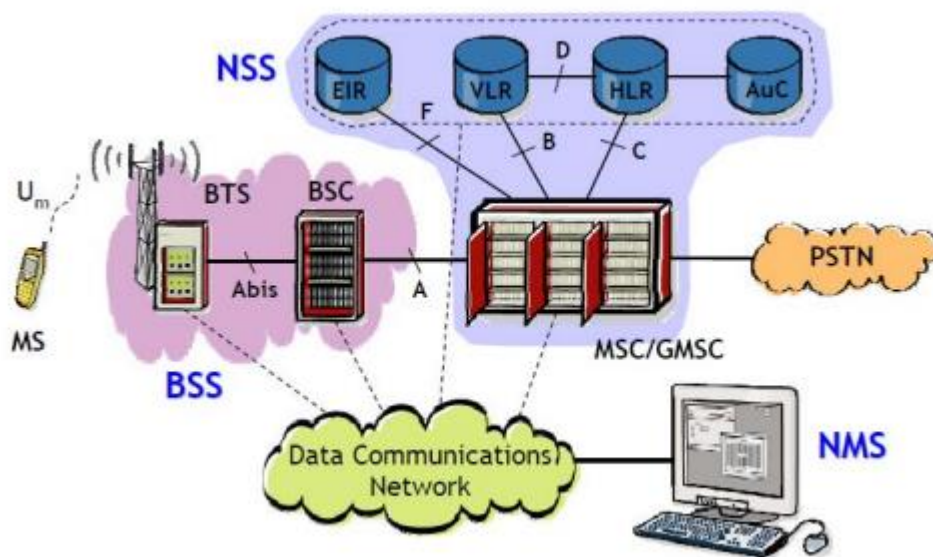 NSS
EIR
VLR
D
HLR
AuC
F
B
C
Um
BTS
BSC
Abis
A
PSTN
MS
MSC/GMSC
BSS
Data Communications
Network
NMS